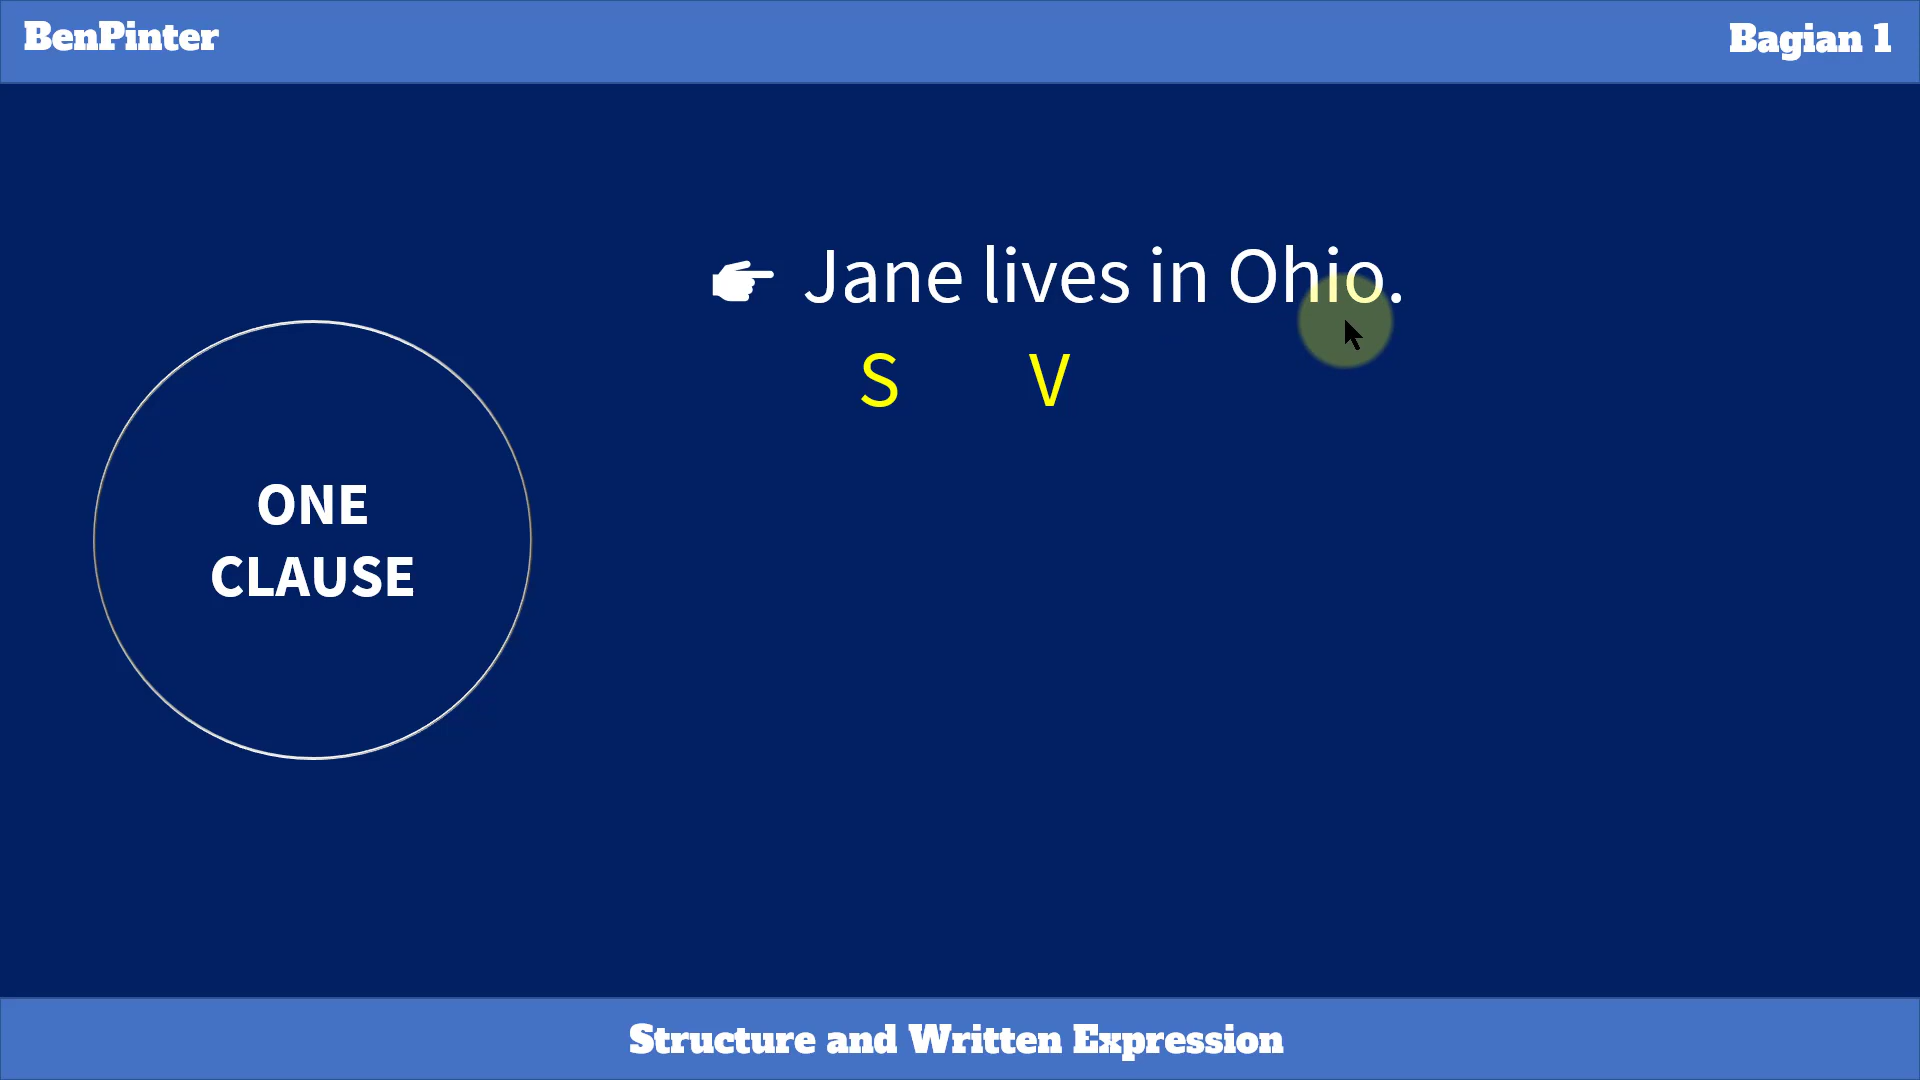 BenPinter
Bagian 1
☛ Jane lives in Ohio.
S V
ONE
CLAUSE
Structure and Written Expression